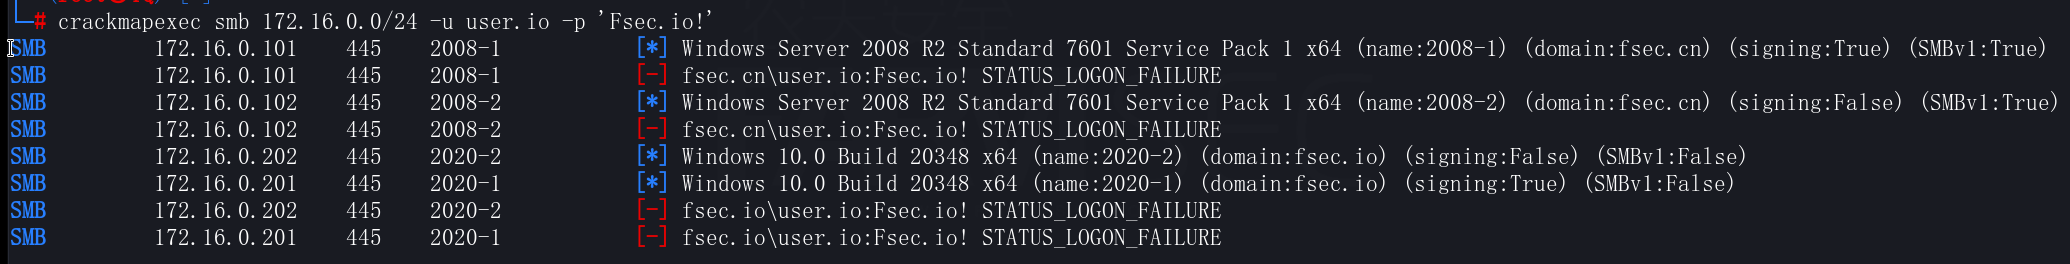 # crackmapexec smb 172.16.0.0/24 -u user.io -p 'Fsec.io!'
SMB 172.16.0.101 445 2008-1 [*] Windows Server 2008 R2 Standard 7601 Service Pack 1 x64 (name:2008-1) (domain:fsec.cn) (signing:True) (SMBv1:True)
SMB 172.16.0.101 445 2008-1 [-] fsec.cn\user.io:Fsec.io! STATUS_LOGON_FAILURE
SMB 172.16.0.102 445 2008-2 [*] Windows Server 2008 R2 Standard 7601 Service Pack 1 x64 (name:2008-2) (domain:fsec.cn) (signing:False) (SMBv1:True)
SMB 172.16.0.102 445 2008-2 [-] fsec.cn\user.io:Fsec.io! STATUS_LOGON_FAILURE
SMB 172.16.0.202 445 2020-2 [*] Windows 10.0 Build 20348 x64 (name:2020-2) (domain:fsec.io) (signing:False) (SMBv1:False)
SMB 172.16.0.201 445 2020-1 [*] Windows 10.0 Build 20348 x64 (name:2020-1) (domain:fsec.io) (signing:True) (SMBv1:False)
SMB 172.16.0.202 445 2020-2 [-] fsec.io\user.io:Fsec.io! STATUS_LOGON_FAILURE
SMB 172.16.0.201 445 2020-1 [-] fsec.io\user.io:Fsec.io! STATUS_LOGON_FAILURE